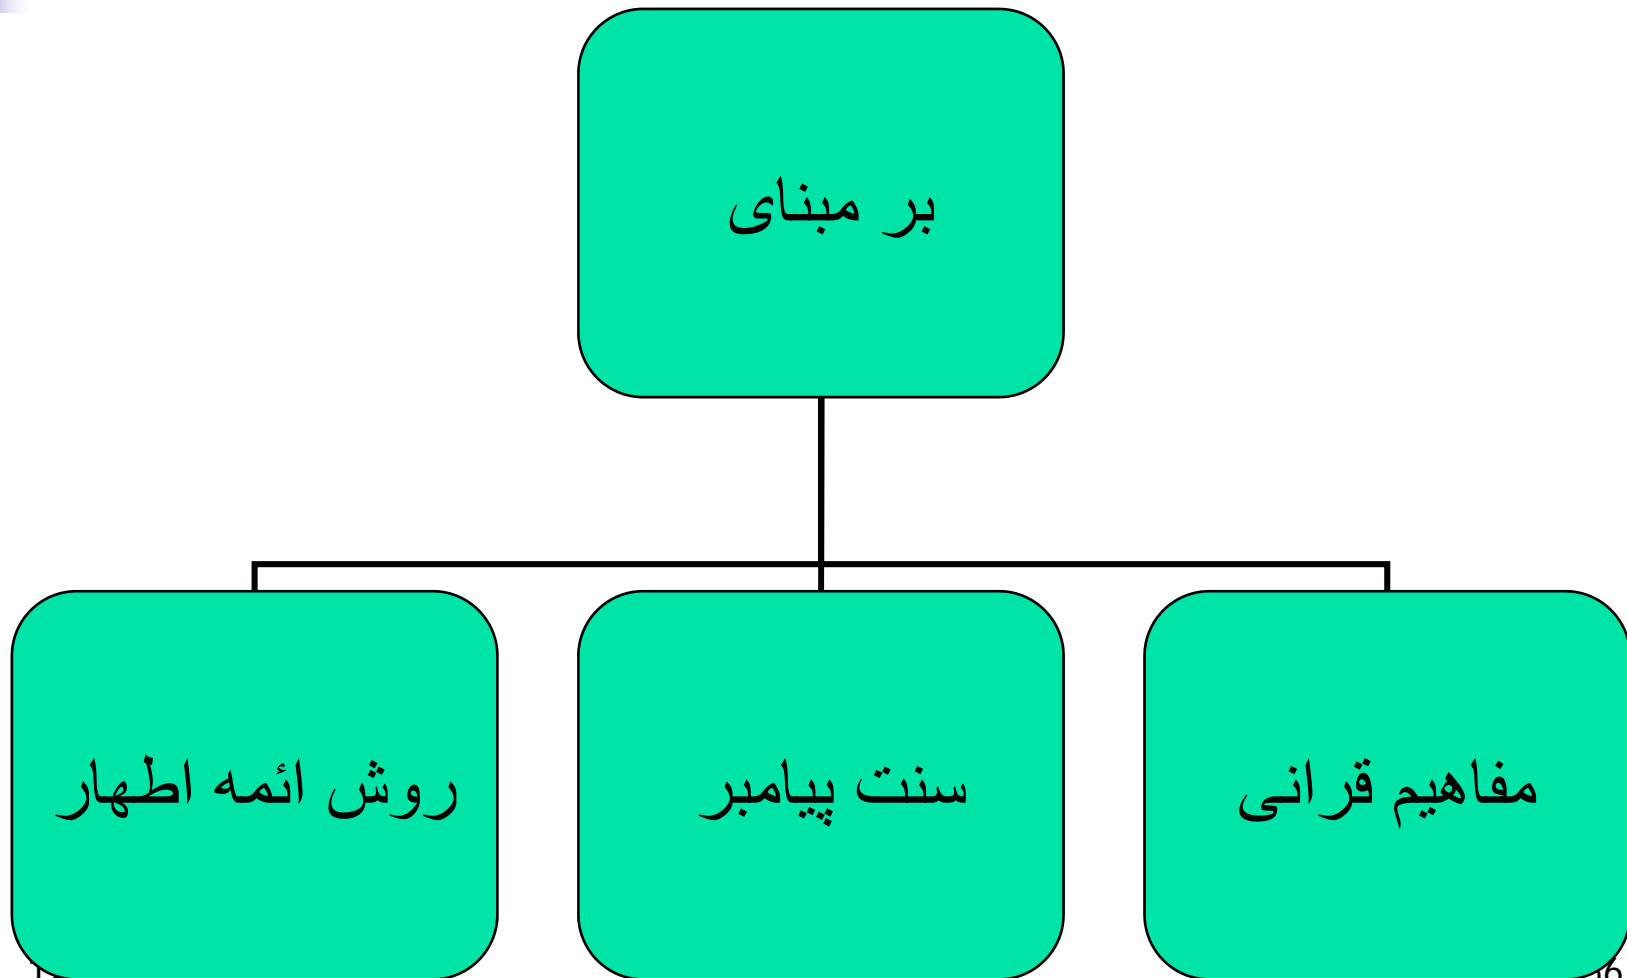 بر مبنای
مفاهیم قرانی
سنت پیامبر
روش ائمه اطهار